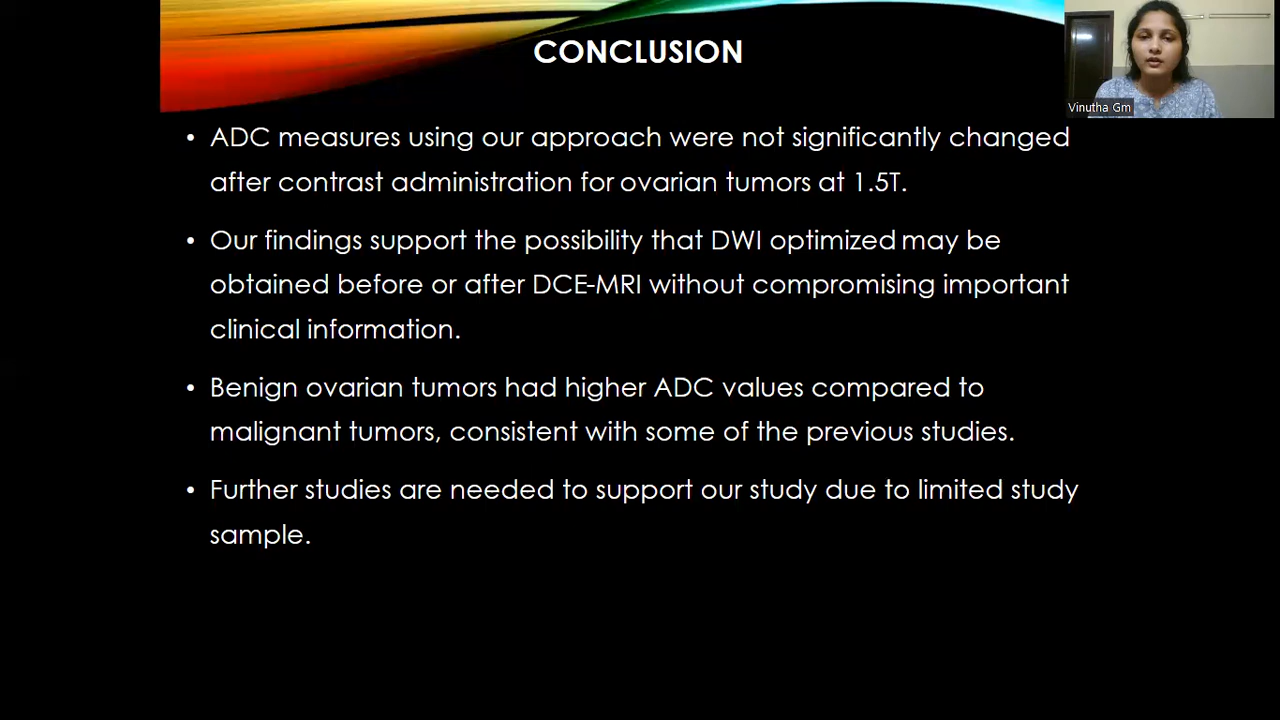 CONCLUSION
Vinutha Gm
• ADC measures using our approach were not significantly changed
after contrast administration for ovarian tumors at 1.5T.
• Our findings support the possibility that DWI optimized may be
obtained before or after DCE-MRI without compromising important
clinical information.
• Benign ovarian tumors had higher ADC values compared to
malignant tumors, consistent with some of the previous studies.
• Further studies are needed to support our study due to limited study
sample.